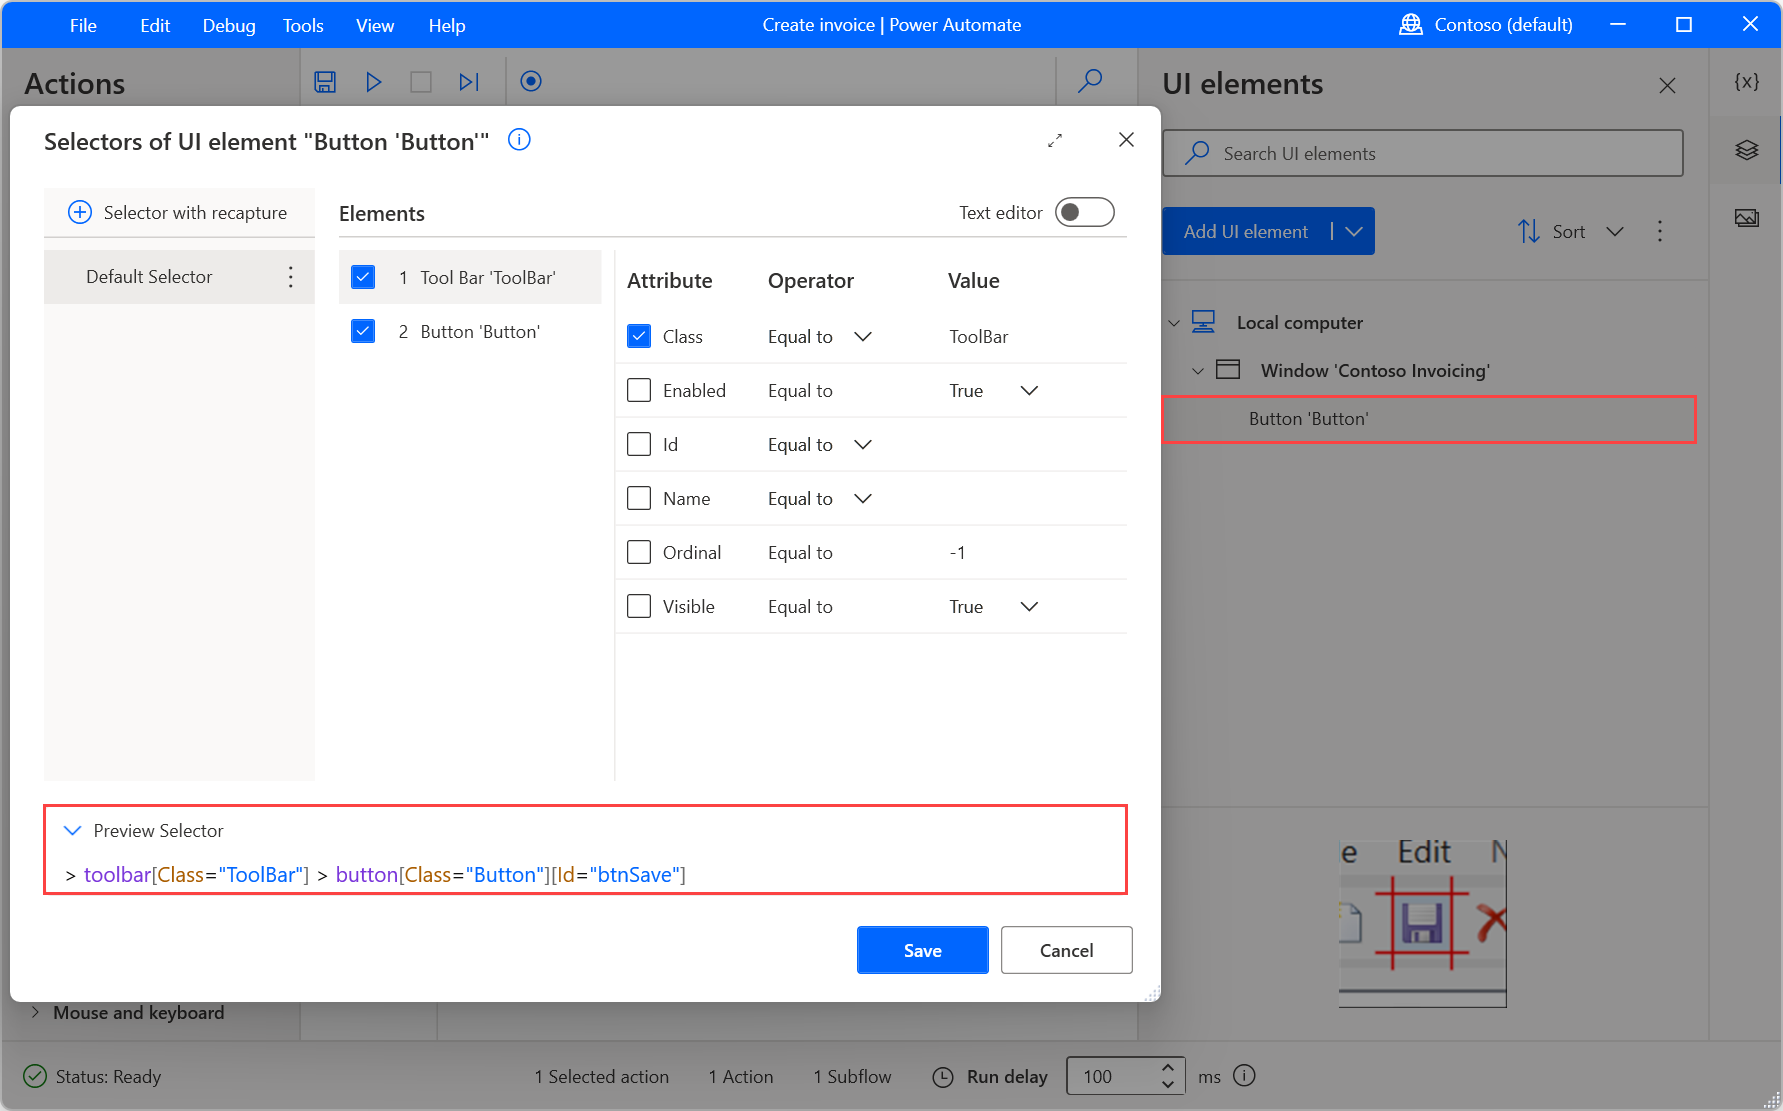 File Edit Debug Tools View Help Create invoice | Power Automate Contoso (default)
Actions
UI elements
{x}
Selectors of UI element "Button 'Button'"
Search UI elements
Selector with recapture
Elements
Text editor
Add UI element
Sort
Default Selector
1 Tool Bar 'ToolBar'
2 Button 'Button'
Attribute Operator Value
Class Equal to ToolBar
Enabled Equal to True
Id Equal to
Name Equal to
Ordinal Equal to -1
Visible Equal to True
Local computer
Window 'Contoso Invoicing'
Button 'Button'
Preview Selector
> toolbar[Class="ToolBar"] > button[Class="Button"][Id="btnSave"]
e Edit N
Save Cancel
Mouse and keyboard
Status: Ready 1 Selected action 1 Action 1 Subflow Run delay 100 ms